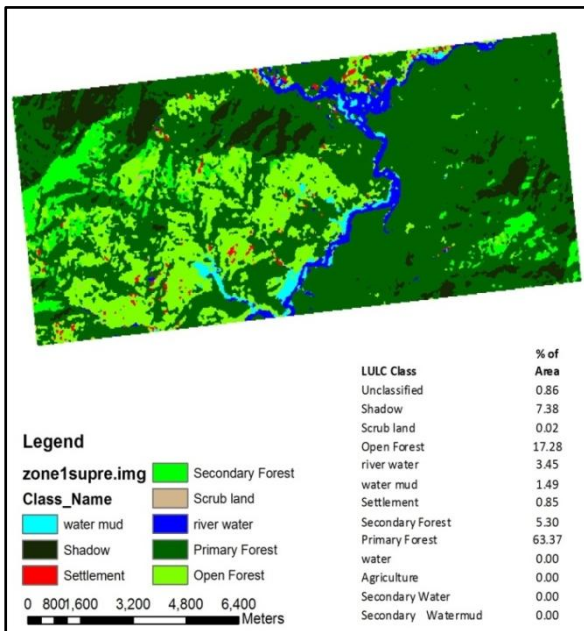 % of
LULC Class Area
Unclassified 0.86
Shadow 7.38
Scrub land 0.02
Open Forest 17.28
river water 3.45
water mud 1.49
Settlement 0.85
Secondary Forest 5.30
Primary Forest 63.37
water 0.00
Agriculture 0.00
Secondary Water 0.00
Secondary Watermud 0.00
Legend
zone1supre.img
Class_Name
water mud
Shadow
Settlement
Secondary Forest
Scrub land
river water
Primary Forest
Open Forest
0 8001,600 3,200 4,800 6,400
Meters